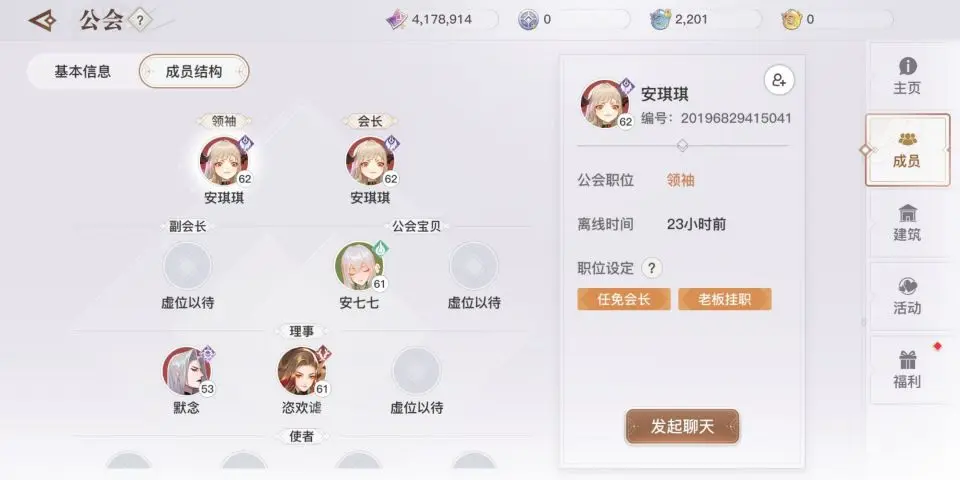 公会 ?
4,178,914
0
2,201
0
基本信息
成员结构
领袖
会长
62
62
安琪琪
安琪琪
副会长
公会宝贝
61
虚位以待
安七七
虚位以待
理事
53
61
默念
恣欢谑
虚位以待
使者
62
安琪琪
编号：20196829415041
公会职位 领袖
离线时间 23小时前
职位设定 ?
任免会长
老板挂职
发起聊天
主页
成员
建筑
活动
福利